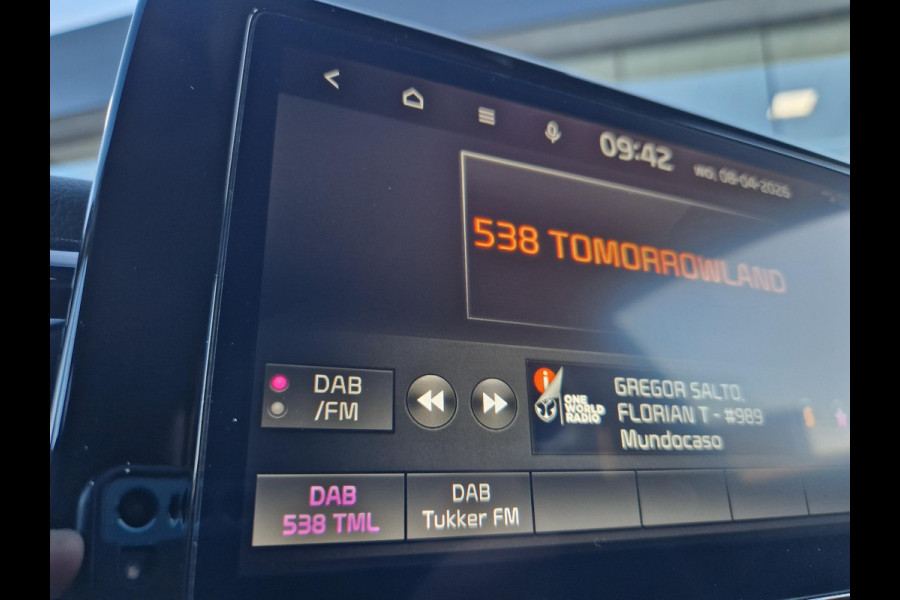 09:42
wo. 08-04-2026
538 TOMORROWLAND
DAB
/FM
i
ONE
WORLD
RADIO
GREGOR SALTO,
FLORIAN T - #989
Mundocaso
DAB
538 TML
DAB
Tukker FM